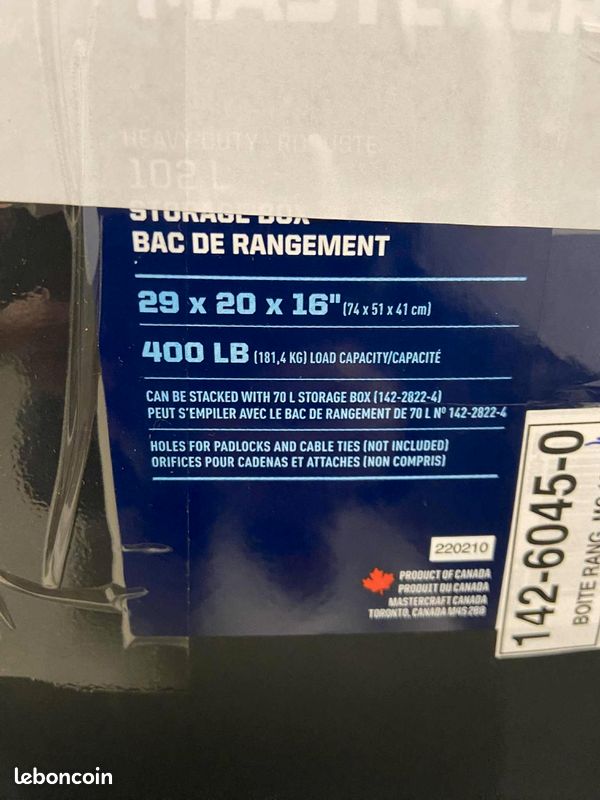 MASTERC
HEAVY-DUTY / ROBUSTE
102 L
STORAGE BOX
BAC DE RANGEMENT
29 x 20 x 16" (74 x 51 x 41 cm)
400 LB (181,4 KG) LOAD CAPACITY/CAPACITÉ
CAN BE STACKED WITH 70 L STORAGE BOX (142-2822-4)
PEUT S'EMPILER AVEC LE BAC DE RANGEMENT DE 70 L Nº 142-2822-4
HOLES FOR PADLOCKS AND CABLE TIES (NOT INCLUDED)
ORIFICES POUR CADENAS ET ATTACHES (NON COMPRIS)
220210
PRODUCT OF CANADA
PRODUIT DU CANADA
MASTERCRAFT CANADA
TORONTO, CANADA M4S 2B8
142-6045-0
BOITE RANG
leboncoin